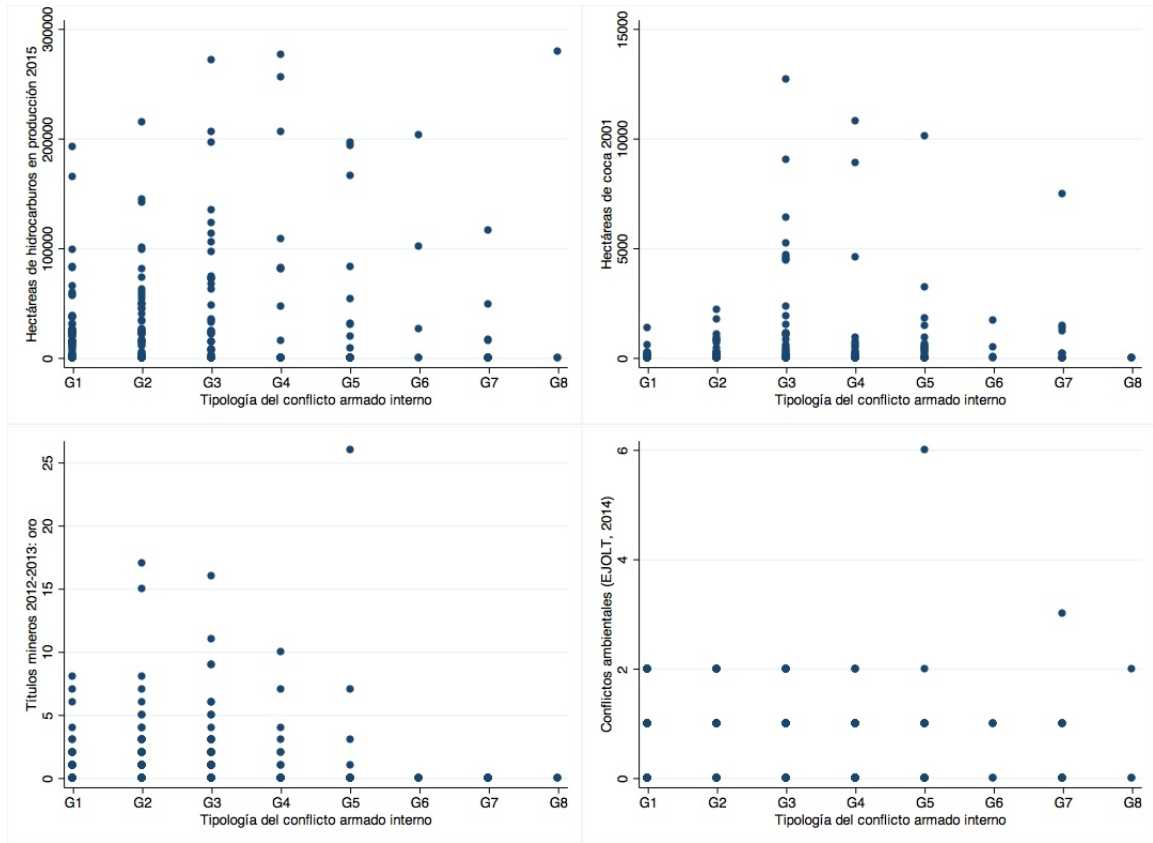 Hectáreas de hidrocarburos en producción 2015
300000
200000
100000
0
G1 G2 G3 G4 G5 G6 G7 G8
Tipología del conflicto armado interno
Hectáreas de coca 2001
15000
10000
5000
0
G1 G2 G3 G4 G5 G6 G7 G8
Tipología del conflicto armado interno
Títulos mineros 2012-2013: oro
25
20
15
10
5
0
G1 G2 G3 G4 G5 G6 G7 G8
Tipología del conflicto armado interno
Conflictos ambientales (EJOLT, 2014)
6
4
2
0
G1 G2 G3 G4 G5 G6 G7 G8
Tipología del conflicto armado interno